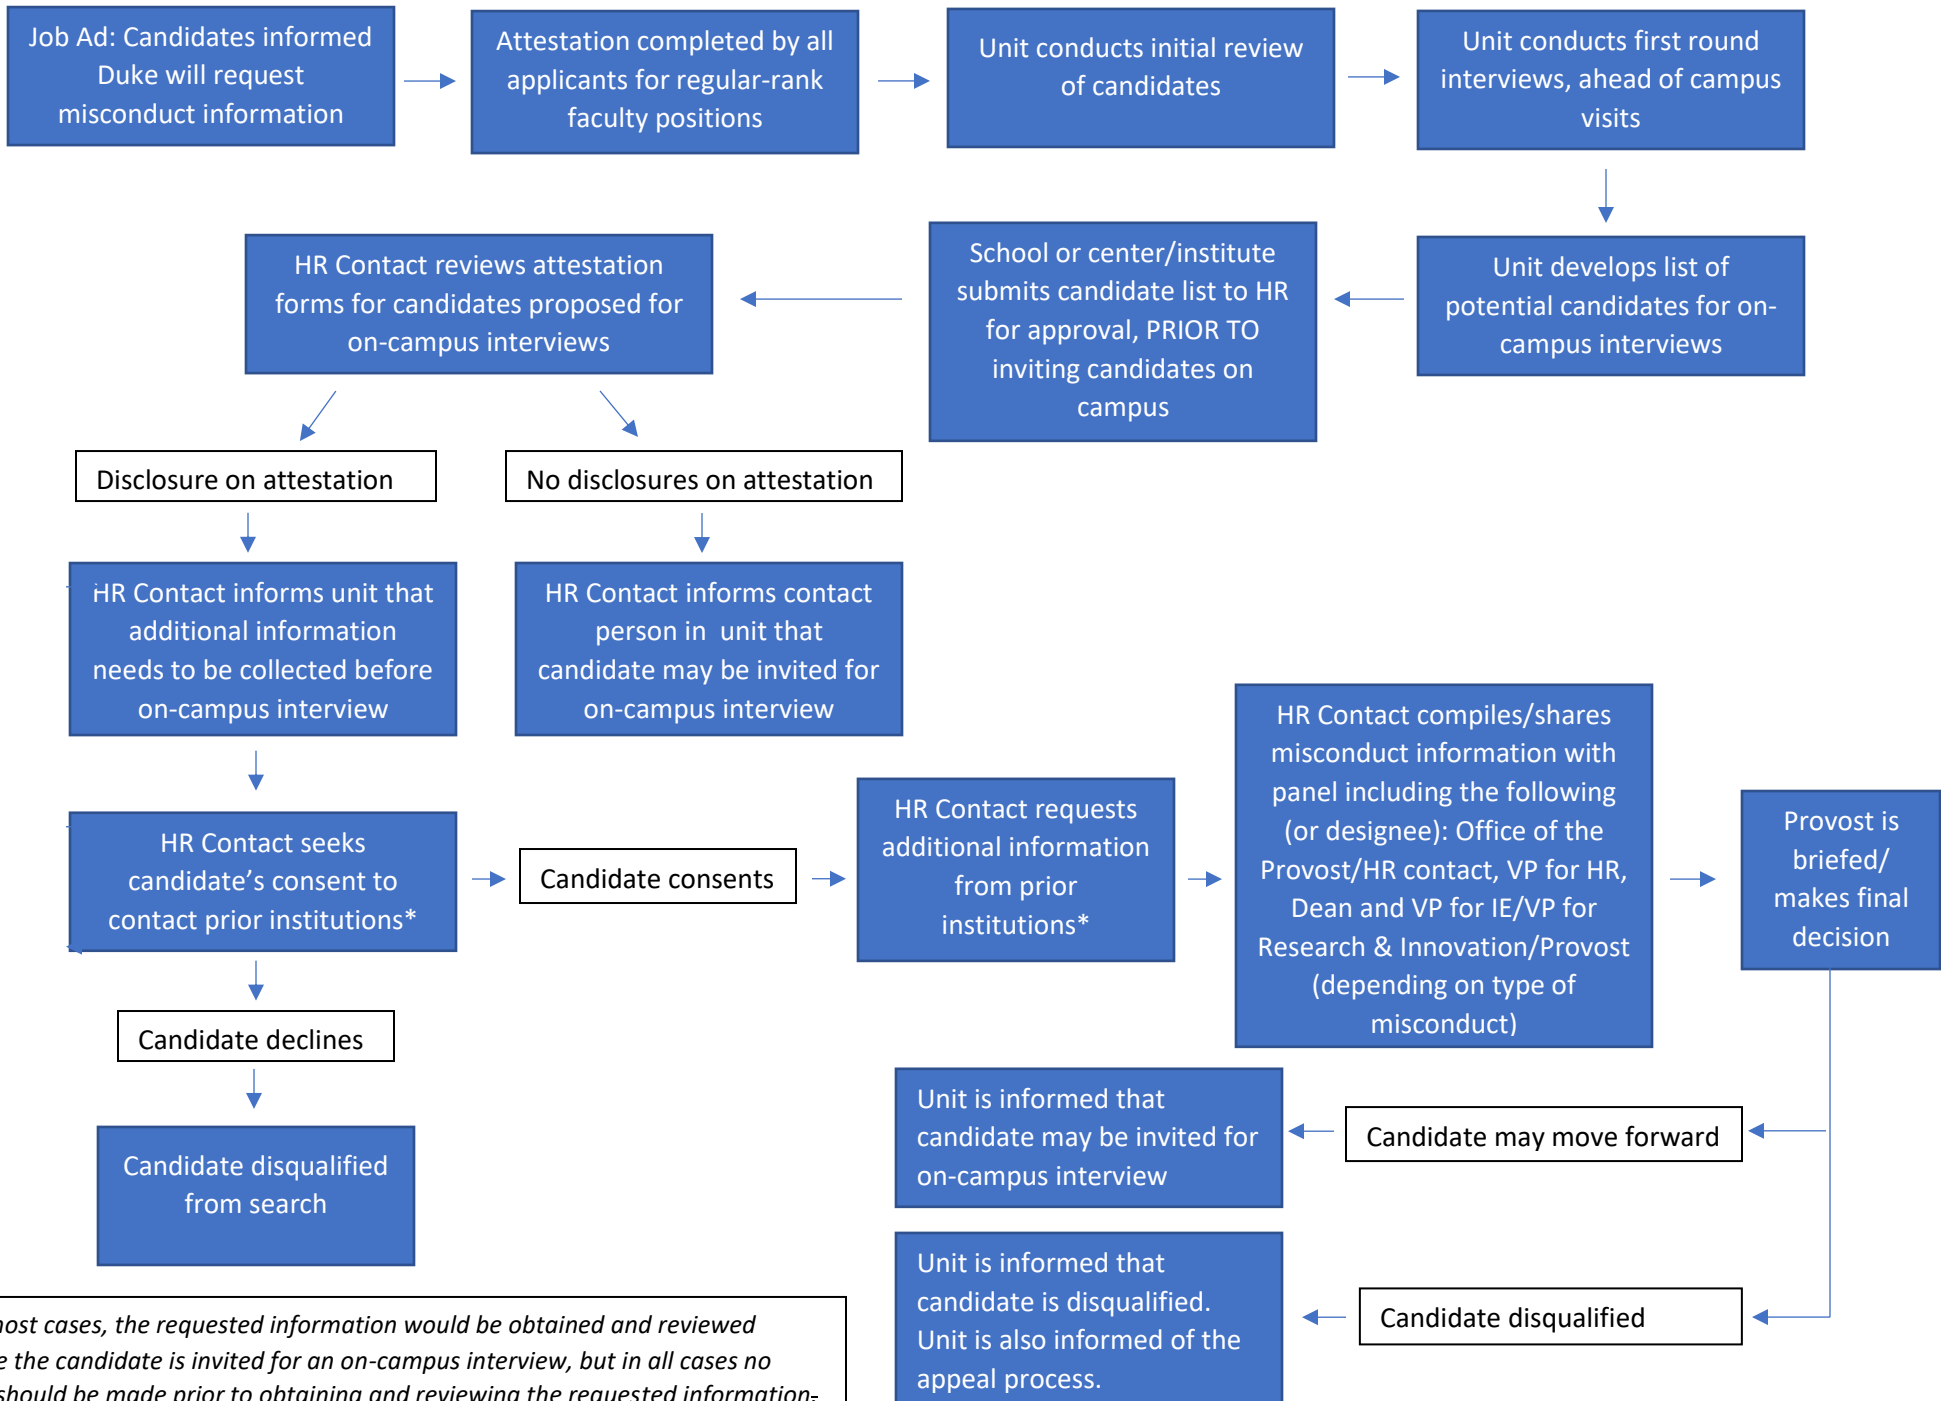 Job Ad: Candidates informed
Duke will request
misconduct information
Attestation completed by all
applicants for regular-rank
faculty positions
Unit conducts initial review
of candidates
Unit conducts first round
interviews, ahead of campus
visits
HR Contact reviews attestation
forms for candidates proposed for
on-campus interviews
School or center/institute
submits candidate list to HR
for approval, PRIOR TO
inviting candidates on
campus
Unit develops list of
potential candidates for on-
campus interviews
Disclosure on attestation
No disclosures on attestation
HR Contact informs unit that
additional information
needs to be collected before
on-campus interview
HR Contact informs contact
person in unit that
candidate may be invited for
on-campus interview
HR Contact seeks
candidate's consent to
contact prior institutions*
Candidate consents
HR Contact requests
additional information
from prior
institutions*
HR Contact compiles/shares
misconduct information with
panel including the following
(or designee): Office of the
Provost/HR contact, VP for HR,
Dean and VP for IE/VP for
Research & Innovation/Provost
(depending on type of
misconduct)
Provost is
briefed/
makes final
decision
Candidate declines
Candidate disqualified
from search
Unit is informed that
candidate may be invited for
on-campus interview
Candidate may move forward
Unit is informed that
candidate is disqualified.
Unit is also informed of the
appeal process.
Candidate disqualified
most cases, the requested information would be obtained and reviewed
the candidate is invited for an on-campus interview, but in all cases no
should be made prior to obtaining and reviewing the requested information.